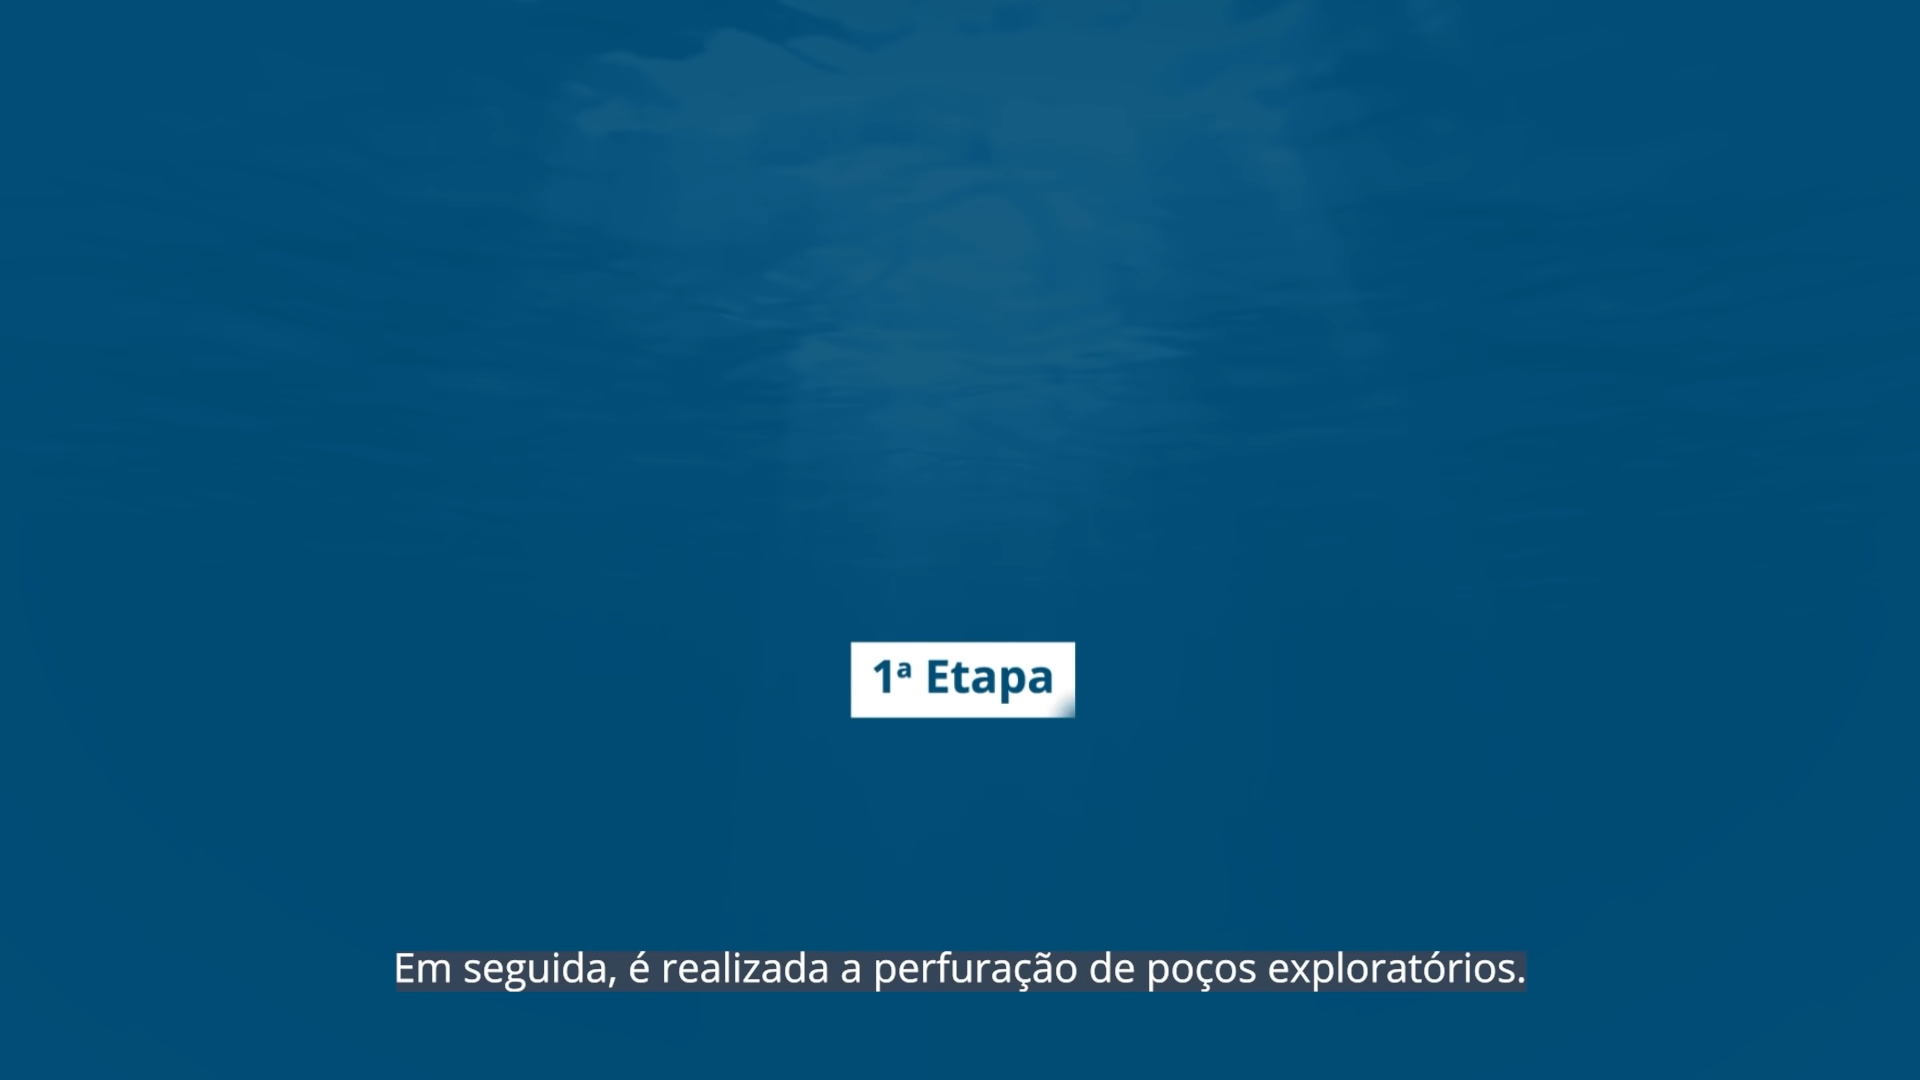 1ª Etapa
Em seguida, é realizada a perfuração de poços exploratórios.